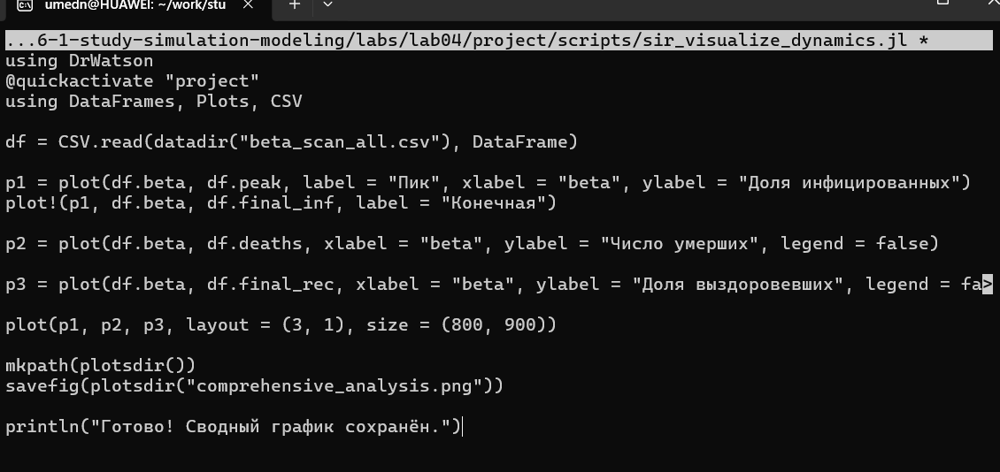 umedn@HUAWEI: ~/work/stu
...6-1-study-simulation-modeling/labs/lab04/project/scripts/sir_visualize_dynamics.jl *
using DrWatson
@quickactivate "project"
using DataFrames, Plots, CSV
df = CSV.read(datadir("beta_scan_all.csv"), DataFrame)
p1 = plot(df.beta, df.peak, label = "Пик", xlabel = "beta", ylabel = "Доля инфицированных")
plot!(p1, df.beta, df.final_inf, label = "Конечная")
p2 = plot(df.beta, df.deaths, xlabel = "beta", ylabel = "Число умерших", legend = false)
p3 = plot(df.beta, df.final_rec, xlabel = "beta", ylabel = "Доля выздоровевших", legend = fa>
plot(p1, p2, p3, layout = (3, 1), size = (800, 900))
mkpath(plotsdir())
savefig(plotsdir("comprehensive_analysis.png"))
println("Готово! Сводный график сохранён.")